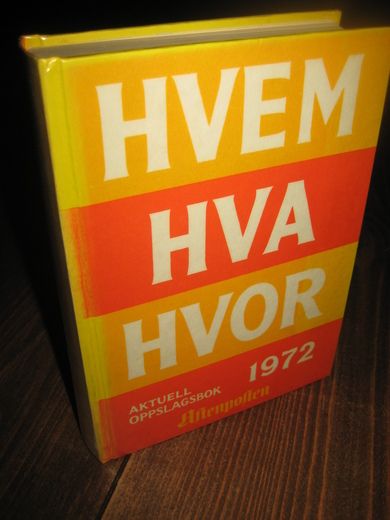 HVEM
HVA
HVOR
AKTUELL
OPPSLAGSBOK 1972
Aftenposten